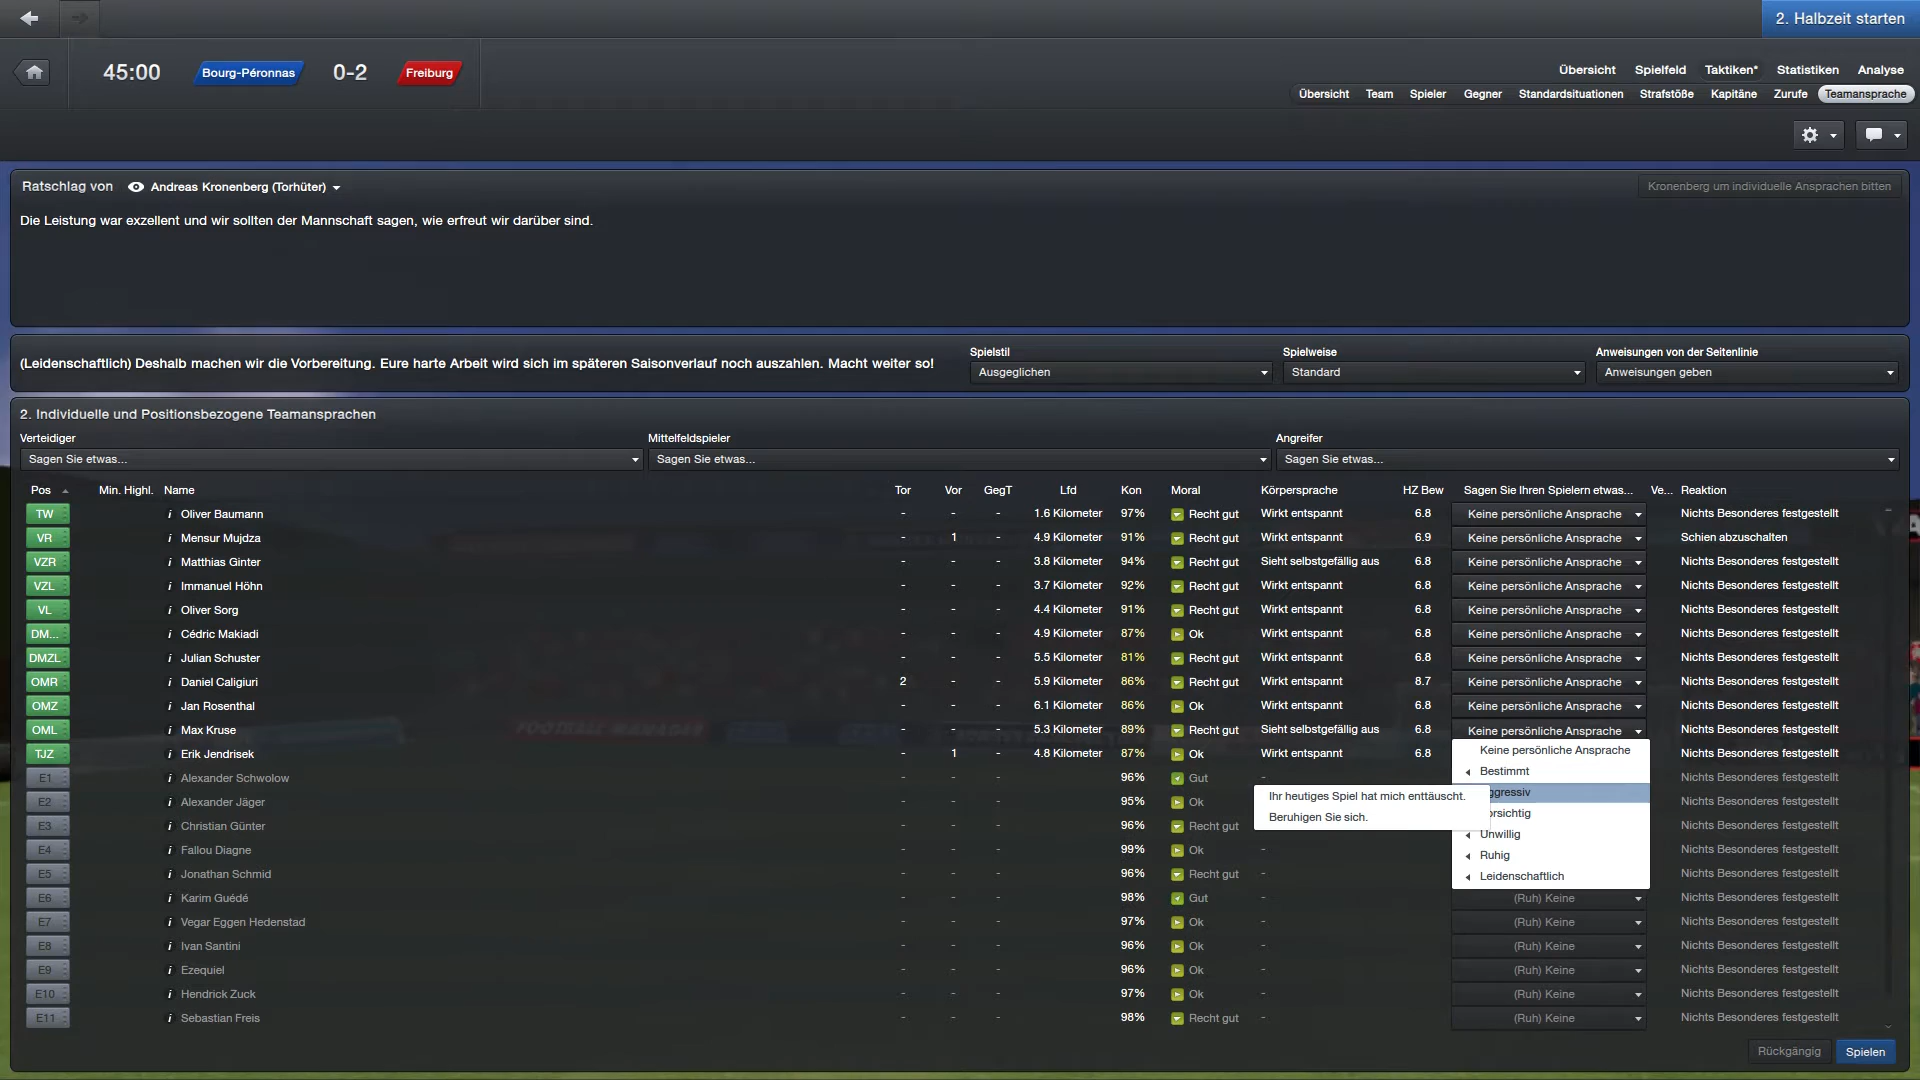 2. Halbzeit starten
45:00 Bourg-Péronnas 0-2 Freiburg
Übersicht Spielfeld Taktiken* Statistiken Analyse
Übersicht Team Spieler Gegner Standardsituationen Strafstöße Kapitäne Zurufe Teamansprache
Ratschlag von Andreas Kronenberg (Torhüter) Kronenberg um individuelle Ansprachen bitten
Die Leistung war exzellent und wir sollten der Mannschaft sagen, wie erfreut wir darüber sind.
Spielstil Spielweise Anweisungen von der Seitenlinie
(Leidenschaftlich) Deshalb machen wir die Vorbereitung. Eure harte Arbeit wird sich im späteren Saisonverlauf noch auszahlen. Macht weiter so!
Ausgeglichen Standard Anweisungen geben
2. Individuelle und Positionsbezogene Teamansprachen
Verteidiger Mittelfeldspieler Angreifer
Sagen Sie etwas... Sagen Sie etwas... Sagen Sie etwas...
Pos Min. Highl. Name Tor Vor GegT Lfd Kon Moral Körpersprache HZ Bew Sagen Sie Ihren Spielern etwas... Ve... Reaktion
TW i Oliver Baumann - - - 1.6 Kilometer 97% Recht gut Wirkt entspannt 6.8 Keine persönliche Ansprache Nichts Besonderes festgestellt
VR i Mensur Mujdza - 1 - 4.9 Kilometer 91% Recht gut Wirkt entspannt 6.9 Keine persönliche Ansprache Schien abzuschalten
VZR i Matthias Ginter - - - 3.8 Kilometer 94% Recht gut Sieht selbstgefällig aus 6.8 Keine persönliche Ansprache Nichts Besonderes festgestellt
VZL i Immanuel Höhn - - - 3.7 Kilometer 92% Recht gut Wirkt entspannt 6.8 Keine persönliche Ansprache Nichts Besonderes festgestellt
VL i Oliver Sorg - - - 4.4 Kilometer 91% Recht gut Wirkt entspannt 6.8 Keine persönliche Ansprache Nichts Besonderes festgestellt
DM... i Cédric Makiadi - - - 4.9 Kilometer 87% Ok Wirkt entspannt 6.8 Keine persönliche Ansprache Nichts Besonderes festgestellt
DMZL i Julian Schuster - - - 5.5 Kilometer 81% Recht gut Wirkt entspannt 6.8 Keine persönliche Ansprache Nichts Besonderes festgestellt
OMR i Daniel Caligiuri 2 - - 5.9 Kilometer 86% Recht gut Wirkt entspannt 8.7 Keine persönliche Ansprache Nichts Besonderes festgestellt
OMZ i Jan Rosenthal - - - 6.1 Kilometer 86% Ok Wirkt entspannt 6.8 Keine persönliche Ansprache Nichts Besonderes festgestellt
OML i Max Kruse - - - 5.3 Kilometer 89% Recht gut Sieht selbstgefällig aus 6.8 Keine persönliche Ansprache Nichts Besonderes festgestellt
TJZ i Erik Jendrisek - 1 - 4.8 Kilometer 87% Ok Wirkt entspannt 6.8 Keine persönliche Ansprache Nichts Besonderes festgestellt
E1 i Alexander Schwolow - - - 96% Gut - Bestimmt Nichts Besonderes festgestellt
E2 i Alexander Jäger - - - 95% Ok Ihr heutiges Spiel hat mich enttäuscht. ggressiv Nichts Besonderes festgestellt
E3 i Christian Günter - - - 96% Recht gut Beruhigen Sie sich. orsichtig Nichts Besonderes festgestellt
E4 i Fallou Diagne - - - 99% Ok - Unwillig Nichts Besonderes festgestellt
E5 i Jonathan Schmid - - - 96% Recht gut - Ruhig Nichts Besonderes festgestellt
Leidenschaftlich
E6 i Karim Guédé - - - 98% Gut - (Ruh) Keine Nichts Besonderes festgestellt
E7 i Vegar Eggen Hedenstad - - - 97% Ok - (Ruh) Keine Nichts Besonderes festgestellt
E8 i Ivan Santini - - - 96% Ok - (Ruh) Keine Nichts Besonderes festgestellt
E9 i Ezequiel - - - 96% Ok - (Ruh) Keine Nichts Besonderes festgestellt
E10 i Hendrick Zuck - - - 97% Ok - (Ruh) Keine Nichts Besonderes festgestellt
E11 i Sebastian Freis - - - 98% Recht gut - (Ruh) Keine Nichts Besonderes festgestellt
Rückgängig Spielen